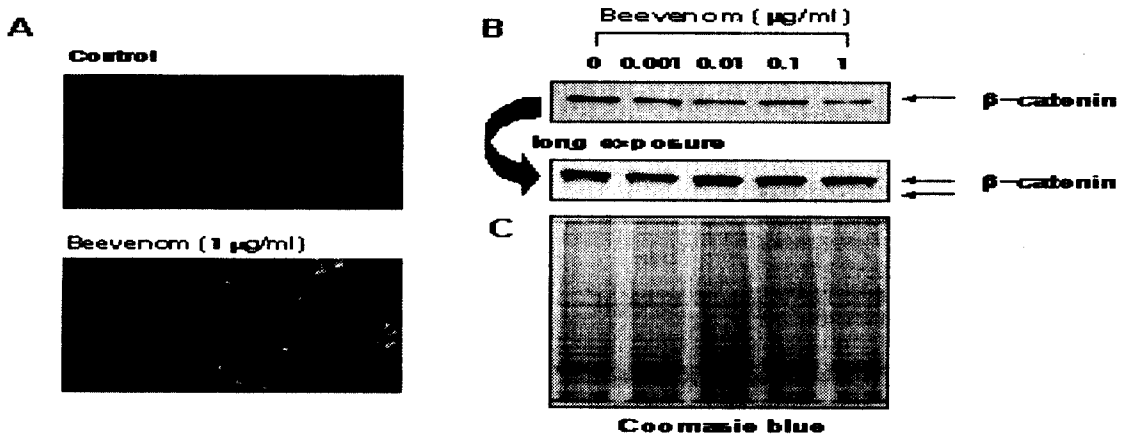 A
Control
Beevenom (1 µg/ml)
B
Beevenom ( µg/ml)
0 0.001 0.01 0.1 1
β-catenin
long exposure
β-catenin
C
Coomasie blue